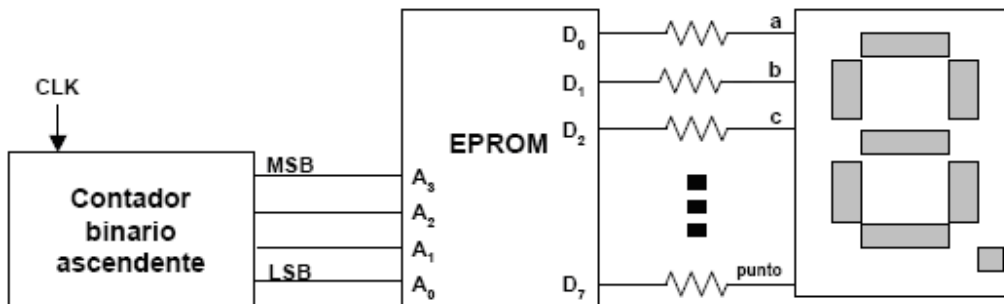 CLK
Contador
binario
ascendente
MSB
LSB
A3
A2
A1
A0
EPROM
D0
D1
D2
D7
a
b
c
punto